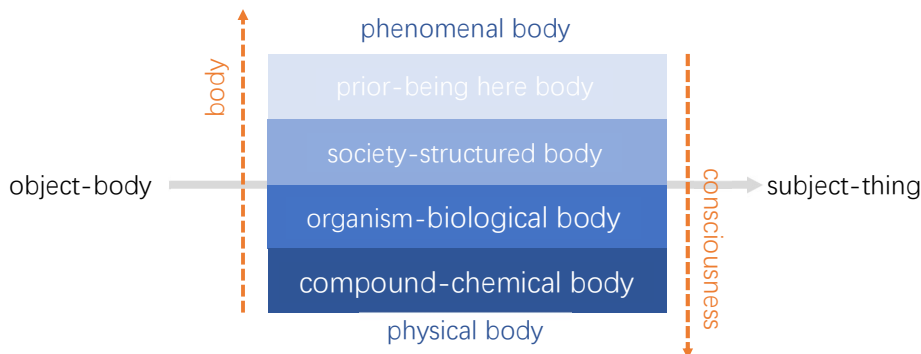 phenomenal body
body
prior-being here body
society-structured body
object-body
subject-thing
consciousness
organism-biological body
compound-chemical body
physical body